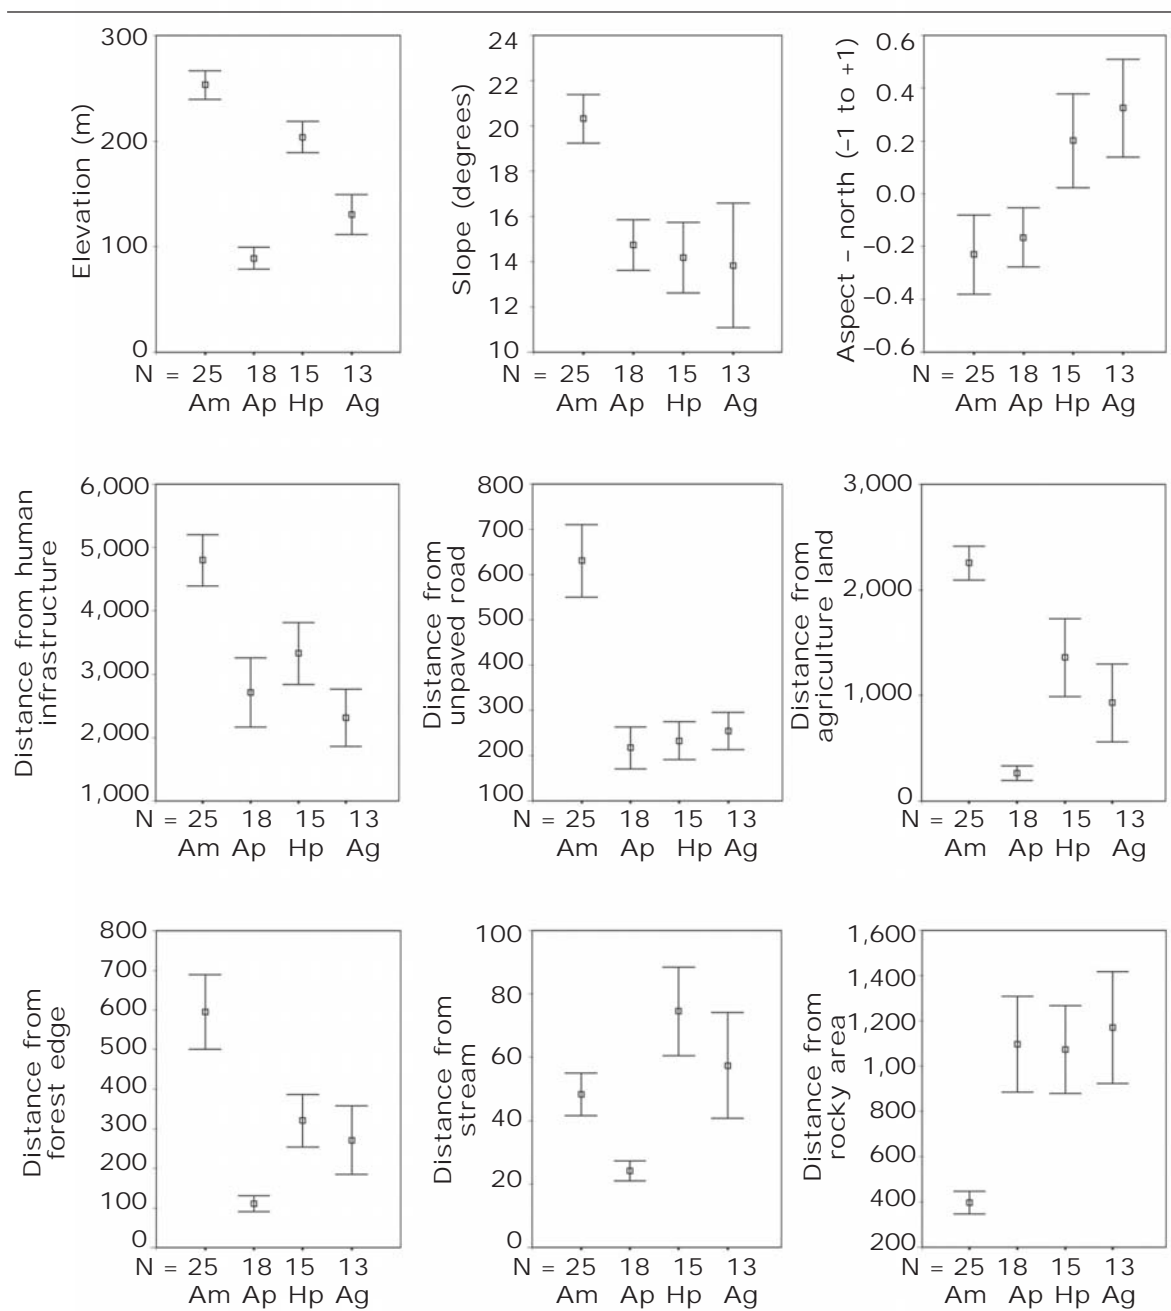 Elevation (m)
300
200
100
0
N = 25 18 15 13
Am Ap Hp Ag
Slope (degrees)
24
22
20
18
16
14
12
10
N = 25 18 15 13
Am Ap Hp Ag
Aspect – north (–1 to +1)
0.6
0.4
0.2
0.0
–0.2
–0.4
–0.6
N = 25 18 15 13
Am Ap Hp Ag
Distance from human
infrastructure
6,000
5,000
4,000
3,000
2,000
1,000
N = 25 18 15 13
Am Ap Hp Ag
Distance from
unpaved road
800
700
600
500
400
300
200
100
N = 25 18 15 13
Am Ap Hp Ag
Distance from
agriculture land
3,000
2,000
1,000
0
N = 25 18 15 13
Am Ap Hp Ag
Distance from
forest edge
800
700
600
500
400
300
200
100
0
N = 25 18 15 13
Am Ap Hp Ag
Distance from
stream
100
80
60
40
20
0
N = 25 18 15 13
Am Ap Hp Ag
Distance from
rocky area
1,600
1,400
1,200
1,00
800
600
400
200
N = 25 18 15 13
Am Ap Hp Ag